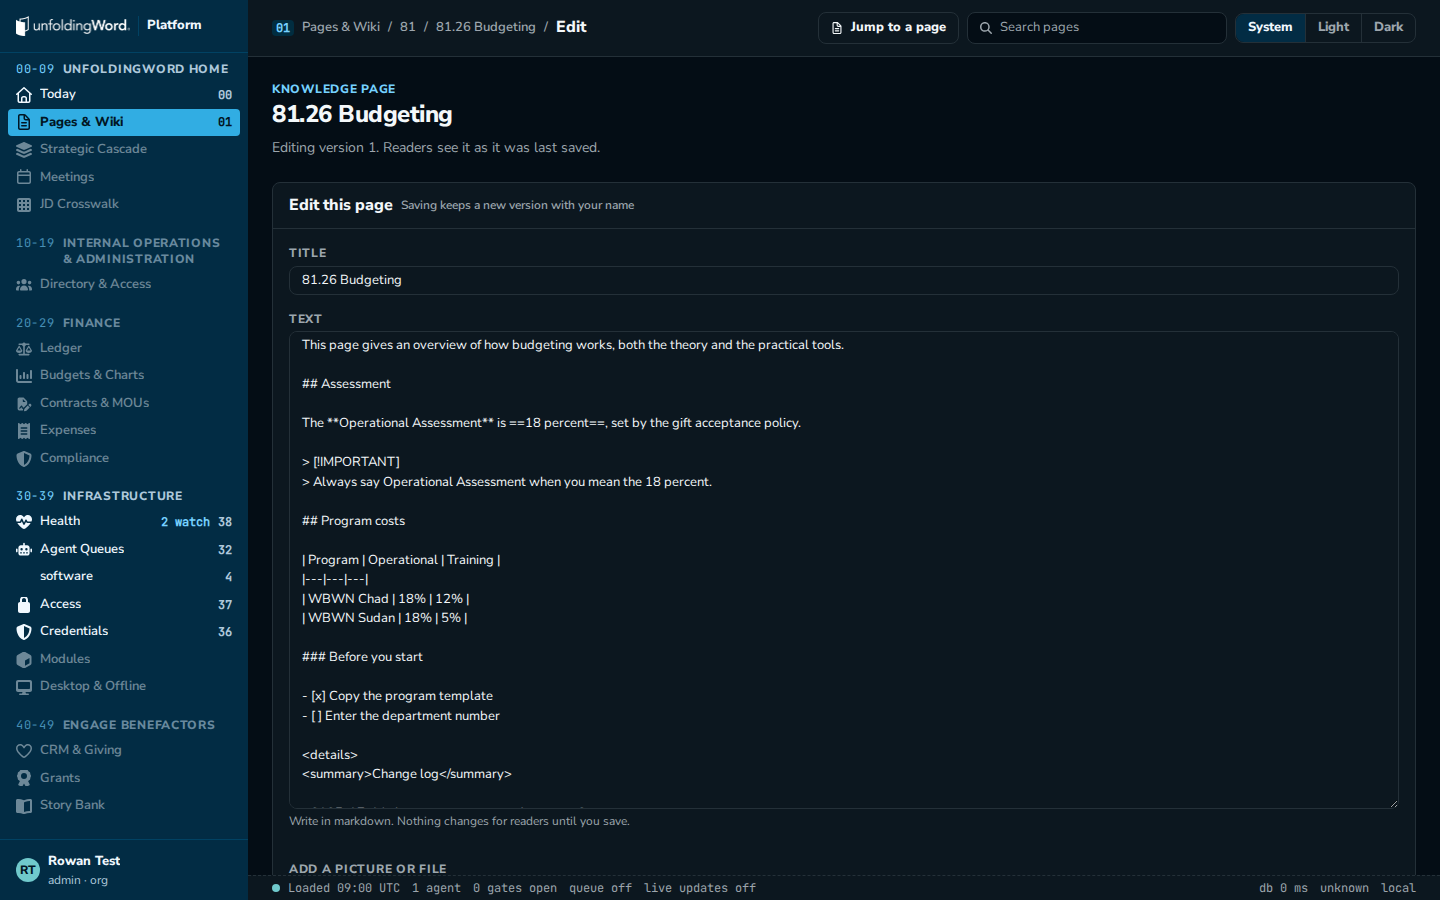 unfoldingWord. Platform
00-09 UNFOLDINGWORD HOME
Today 00
Pages & Wiki 01
Strategic Cascade
Meetings
JD Crosswalk
10-19 INTERNAL OPERATIONS
& ADMINISTRATION
Directory & Access
20-29 FINANCE
Ledger
Budgets & Charts
Contracts & MOUs
Expenses
Compliance
30-39 INFRASTRUCTURE
Health 2 watch 38
Agent Queues 32
software 4
Access 37
Credentials 36
Modules
Desktop & Offline
40-49 ENGAGE BENEFACTORS
CRM & Giving
Grants
Story Bank
RT Rowan Test
admin · org
01 Pages & Wiki / 81 / 81.26 Budgeting / Edit
Jump to a page
Search pages
System Light Dark
KNOWLEDGE PAGE
81.26 Budgeting
Editing version 1. Readers see it as it was last saved.
Edit this page Saving keeps a new version with your name
TITLE
81.26 Budgeting
TEXT
This page gives an overview of how budgeting works, both the theory and the practical tools.
## Assessment
The **Operational Assessment** is ==18 percent==, set by the gift acceptance policy.
> [!IMPORTANT]
> Always say Operational Assessment when you mean the 18 percent.
## Program costs
| Program | Operational | Training |
|---|---|---|
| WBWN Chad | 18% | 12% |
| WBWN Sudan | 18% | 5% |
### Before you start
- [x] Copy the program template
- [ ] Enter the department number
<details>
<summary>Change log</summary>
Write in markdown. Nothing changes for readers until you save.
ADD A PICTURE OR FILE
Loaded 09:00 UTC 1 agent 0 gates open queue off live updates off
db 0 ms unknown local